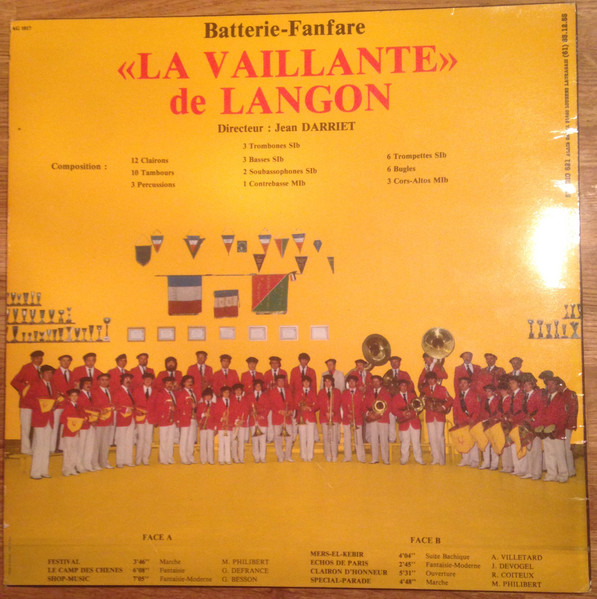 Batterie-Fanfare
«LA VAILLANTE»
de LANGON
Directeur : Jean DARRIET
Composition :
12 Clairons
10 Tambours
3 Percussions
3 Trombones SIb
3 Basses SIb
2 Soubassophones SIb
1 Contrebasse MIb
6 Trompettes SIb
6 Bugles
3 Cors-Altos MIb
FACE A
FESTIVAL 3'46" Marche M. PHILIBERT
LE CAMP DES CHENES 6'08" Fantaisie G. DEFRANCE
SHOP-MUSIC 7'05" Fantaisie-Moderne G. BESSON
FACE B
MERS-EL-KEBIR 4'04" Suite Bachique A. VILLETARD
ECHOS DE PARIS 2'45" Fantaisie-Moderne J. DEVOGEL
CLAIRON D'HONNEUR 5'31" Ouverture R. COITEUX
SPECIAL-PARADE 4'48" Marche M. PHILIBERT